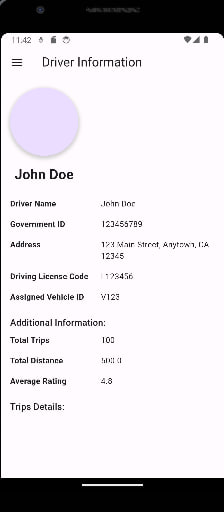 11:42
Driver Information
John Doe
Driver Name John Doe
Government ID 123456789
Address 123 Main Street, Anytown, CA
12345
Driving License Code L123456
Assigned Vehicle ID V123
Additional Information:
Total Trips 100
Total Distance 500.0
Average Rating 4.8
Trips Details: